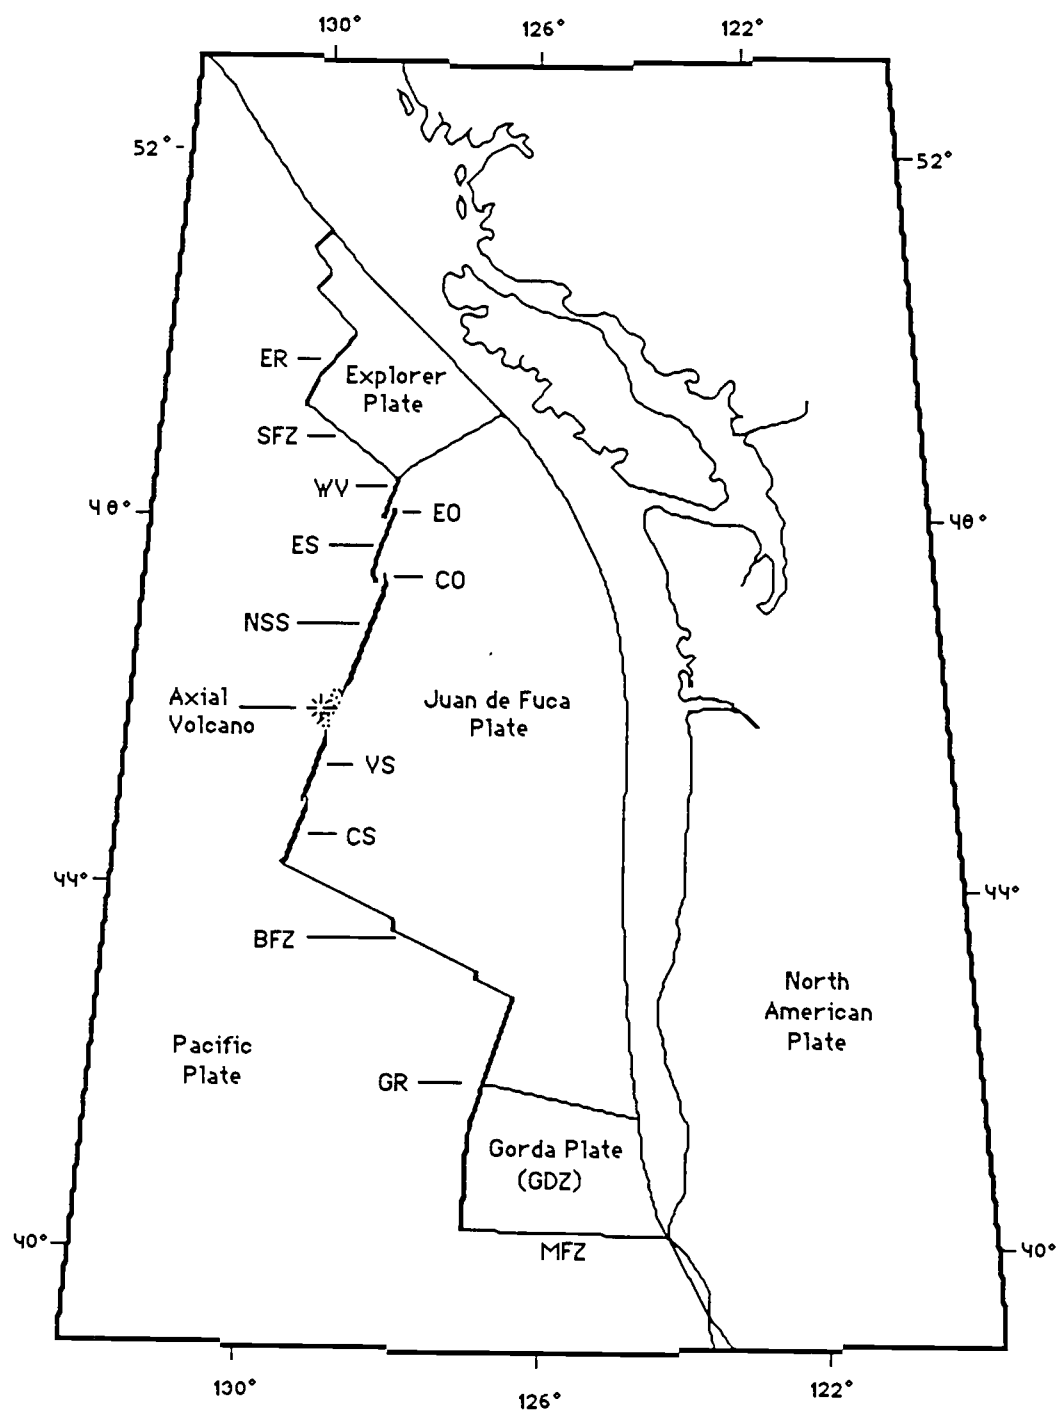 130°
126°
122°
52°
52°
ER
Explorer
Plate
SFZ
WV
48°
EO
48°
ES
CO
NSS
Axial
Volcano
Juan de Fuca
Plate
VS
CS
44°
44°
BFZ
North
American
Plate
Pacific
Plate
GR
Gorda Plate
(GDZ)
40°
MFZ
40°
130°
126°
122°